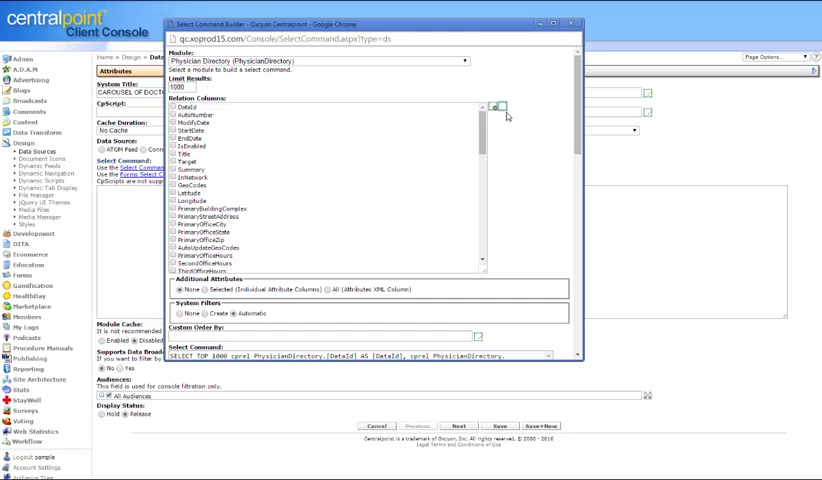 centralpoint
Client Console
Select Command Builder - Oxcyon Centralpoint - Google Chrome
qc.xoprod15.com/Console/SelectCommand.aspx?type=ds
Module:
Physician Directory (PhysicianDirectory)
Select a module to build a select command.
Limit Results:
1000
Relation Columns:
DataId
AutoNumber
ModifyDate
StartDate
EndDate
IsEnabled
Title
Target
Summary
InNetwork
GeoCodes
Latitude
Longitude
PrimaryBuildingComplex
PrimaryStreetAddress
PrimaryOfficeCity
PrimaryOfficeState
PrimaryOfficeZip
AutoUpdateGeoCodes
PrimaryOfficeHours
SecondOfficeHours
ThirdOfficeHours
Additional Attributes
None Selected (Individual Attribute Columns) All (Attributes XML Column)
System Filters
None Create Automatic
Custom Order By:
Select Command:
SELECT TOP 1000 cprel_PhysicianDirectory.[DataId] AS [DataId], cprel_PhysicianDirectory.
Admin
A.D.A.M
Advertising
Blogs
Broadcasts
Comments
Content
Data Transform
Design
Data Sources
Document Icons
Dynamic Feeds
Dynamic Navigation
Dynamic Scripts
Dynamic Tab Display
File Manager
jQuery UI Themes
Media Files
Media Manager
Styles
Development
DITA
Ecommerce
Education
Forms
Gamification
HealthDay
Marketplace
Members
My Logs
Podcasts
Procedure Manuals
Publishing
Reporting
Site Architecture
Stats
StayWell
Surveys
Voting
Web Statistics
Workflow
Logout sample
Account Settings
Audience Tree
Home > Design > Data
Page Options...
Attributes
System Title:
CAROUSEL OF DOCT
CpScript:
Cache Duration:
No Cache
Data Source:
ATOM Feed
Select Command:
Use the Select Command
Use the Forms Select
CpScripts are not sup
Module Cache:
It is not recommended
Enabled Disabled
Supports Data Broad
If you want to filter by
No Yes
Audiences:
This field is used for console filtration only.
All Audiences
Display Status:
Hold Release
Cancel Previous Next Save Save+New
Centralpoint is a trademark of Oxcyon, Inc. All rights reserved. © 2000 - 2016
Legal Terms and Conditions of Use